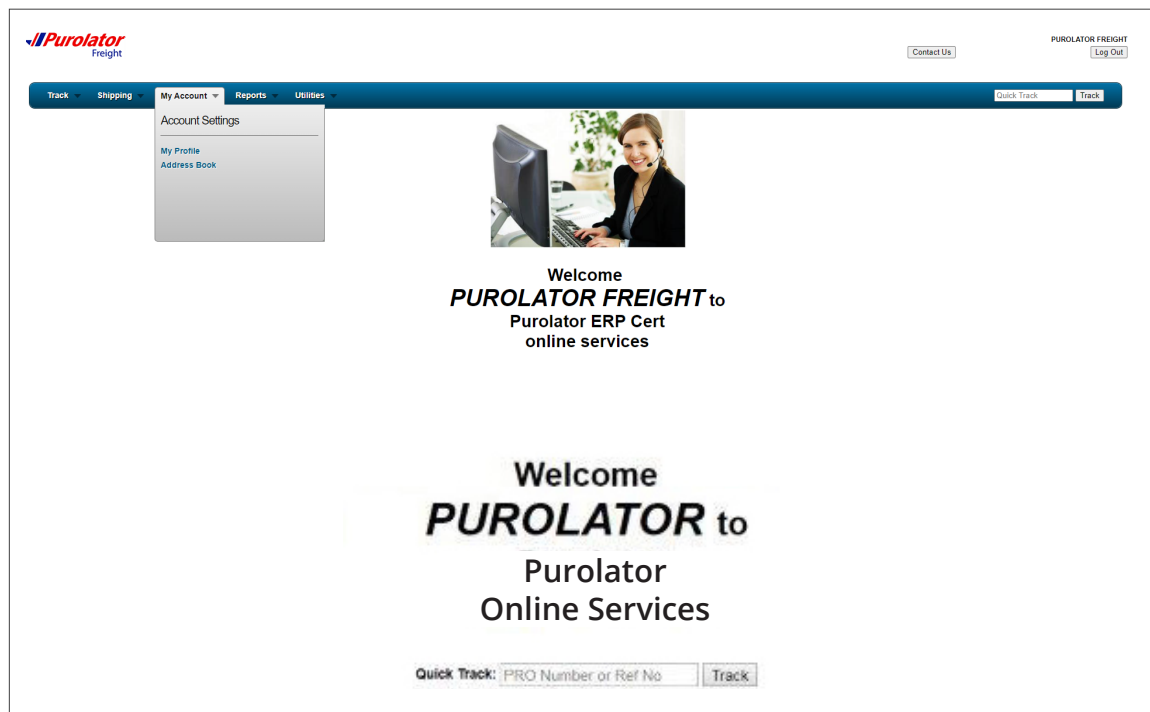 Purolator
Freight
PUROLATOR FREIGHT
Contact Us
Log Out
Track
Shipping
My Account
Reports
Utilities
Quick Track
Track
Account Settings
My Profile
Address Book
Welcome
PUROLATOR FREIGHT to
Purolator ERP Cert
online services
Welcome
PUROLATOR to
Purolator
Online Services
Quick Track: PRO Number or Ref No Track